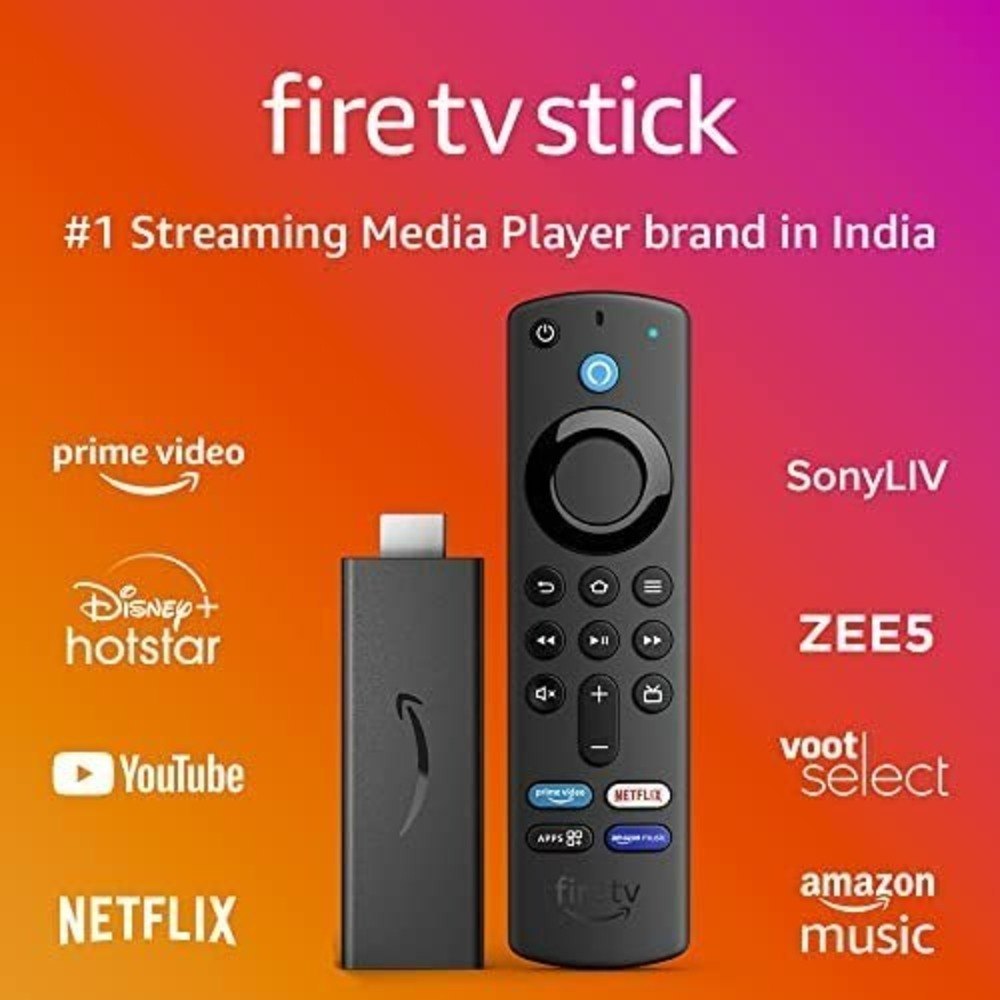 fire tv stick
#1 Streaming Media Player brand in India
prime video
Disney+
hotstar
YouTube
NETFLIX
SonyLIV
ZEE5
voot
select
amazon
music
prime video
NETFLIX
APPS
amazon music
fire tv